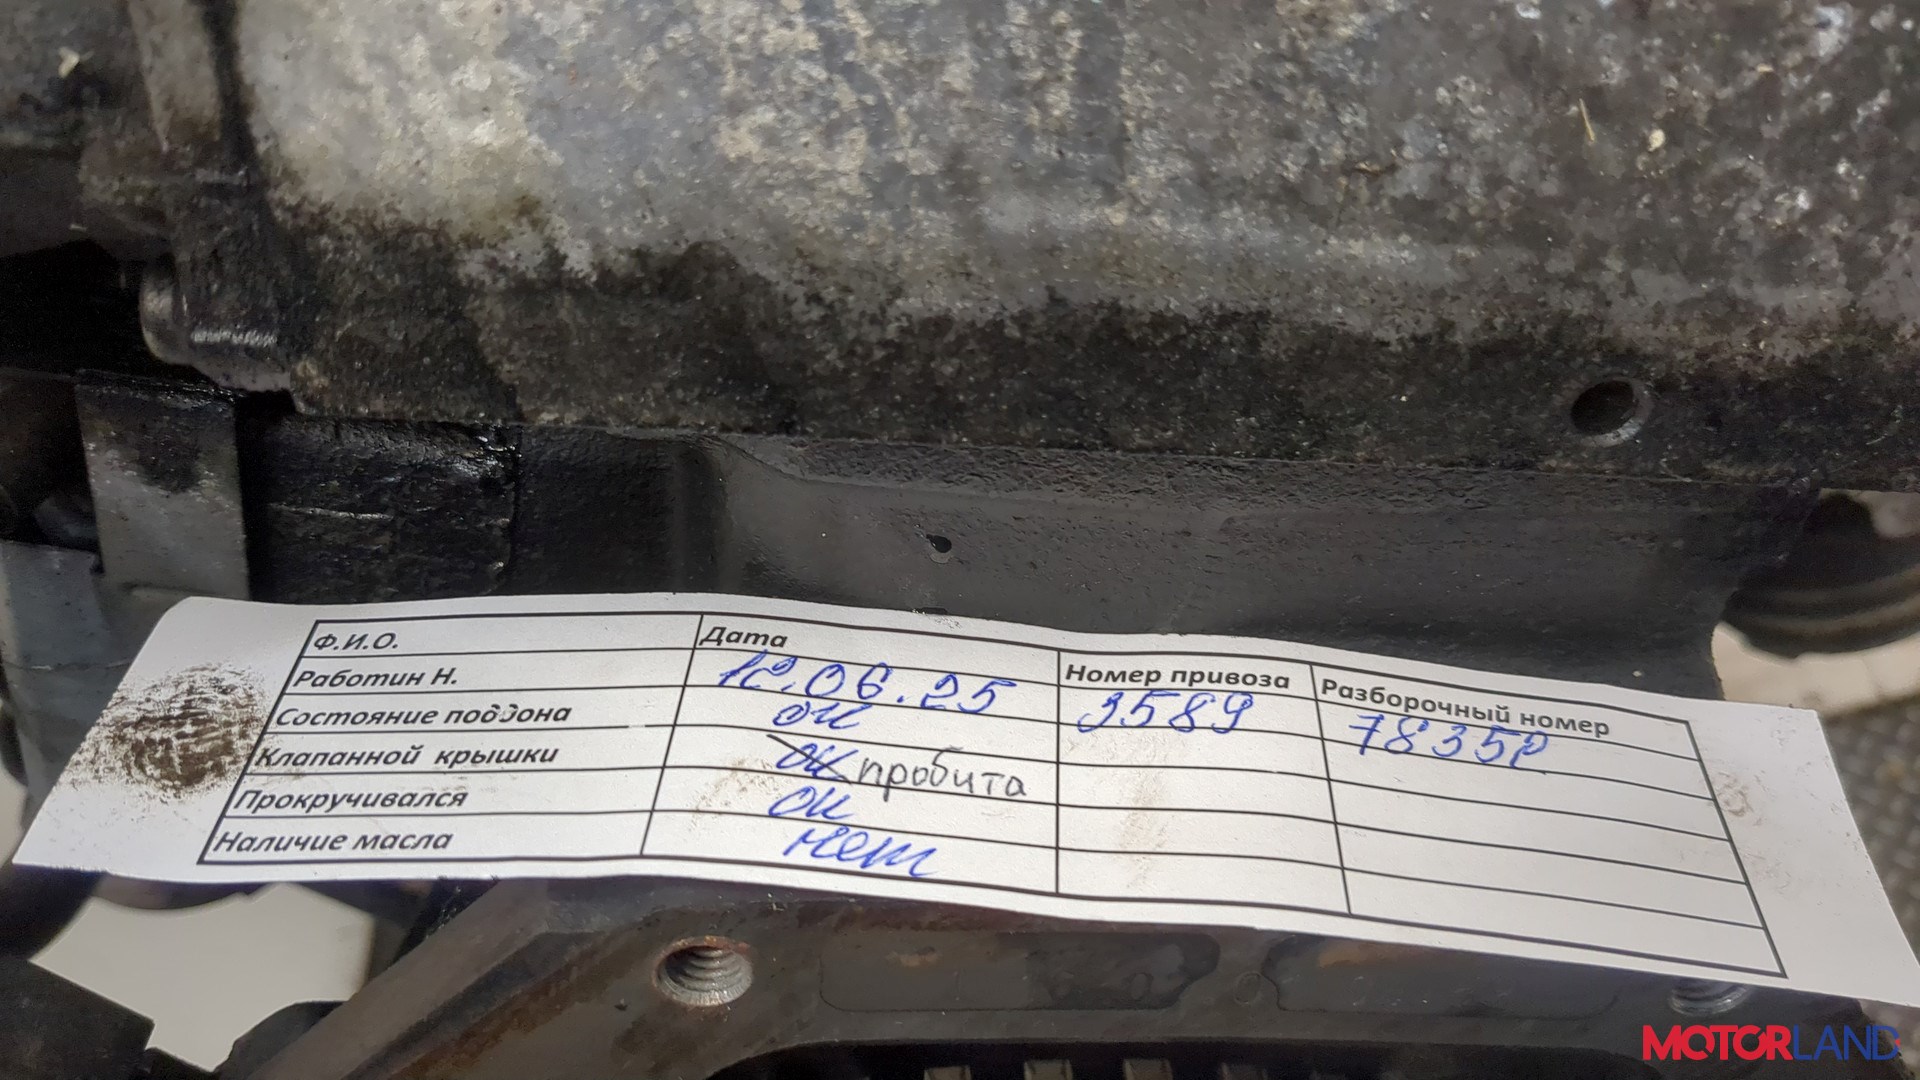 Ф.И.О. Дата Номер привоза Разборочный номер
Работин Н. 12.06.25 3589 7835Р
Состояние поддона ок
Клапанной крышки ок пробита
Прокручивался ок
Наличие масла нет
MOTORLAND